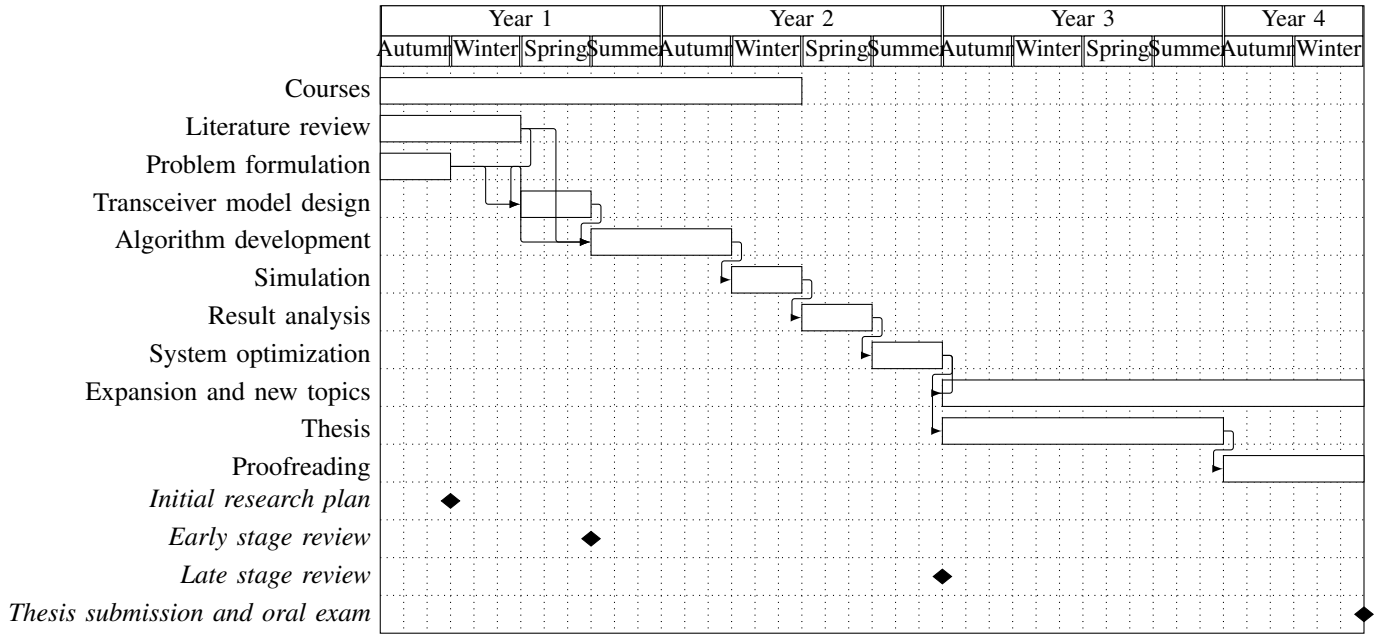 Year 1 Year 2 Year 3 Year 4
Autumn Winter Spring Summer Autumn Winter Spring Summer Autumn Winter Spring Summer Autumn Winter
Courses
Literature review
Problem formulation
Transceiver model design
Algorithm development
Simulation
Result analysis
System optimization
Expansion and new topics
Thesis
Proofreading
Initial research plan
Early stage review
Late stage review
Thesis submission and oral exam